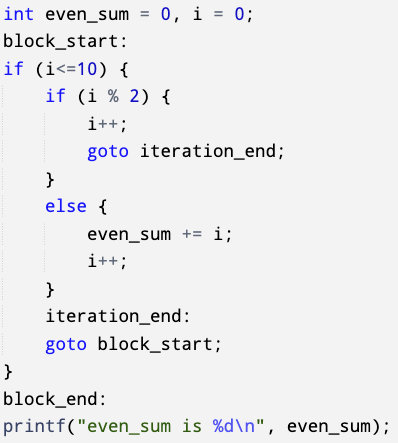 int even_sum = 0, i = 0;
block_start:
if (i<=10) {
    if (i % 2) {
        i++;
        goto iteration_end;
    }
    else {
        even_sum += i;
        i++;
    }
    iteration_end:
    goto block_start;
}
block_end:
printf("even_sum is %d\n", even_sum);